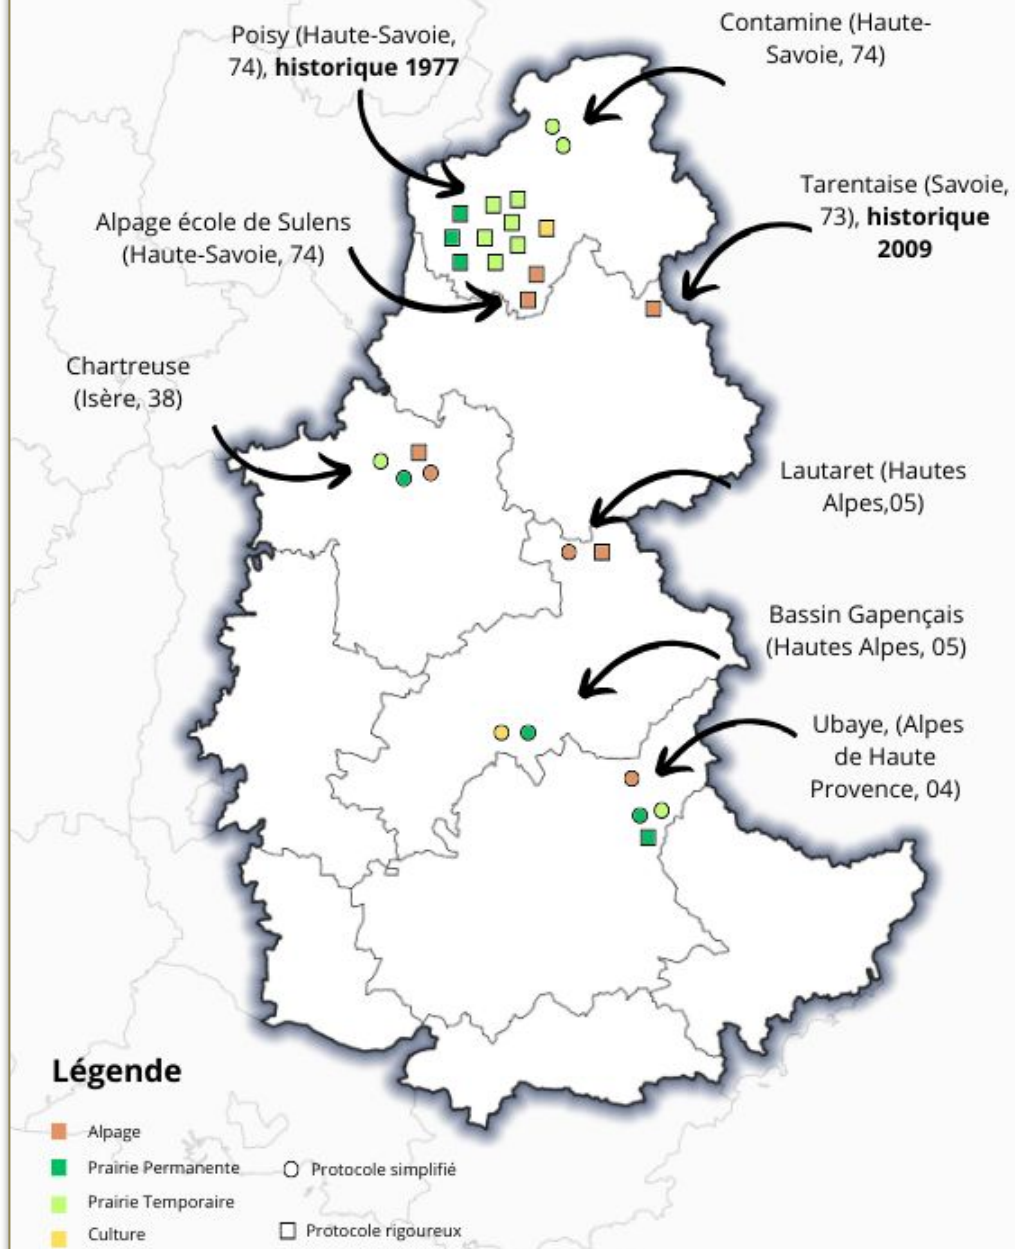 Poisy (Haute-Savoie,
74), historique 1977
Contamine (Haute-
Savoie, 74)
Tarentaise (Savoie,
73), historique
2009
Alpage école de Sulens
(Haute-Savoie, 74)
Chartreuse
(Isère, 38)
Lautaret (Hautes
Alpes,05)
Bassin Gapençais
(Hautes Alpes, 05)
Ubaye, (Alpes
de Haute
Provence, 04)
Légende
Alpage
Prairie Permanente
Prairie Temporaire
Culture
Protocole simplifié
Protocole rigoureux